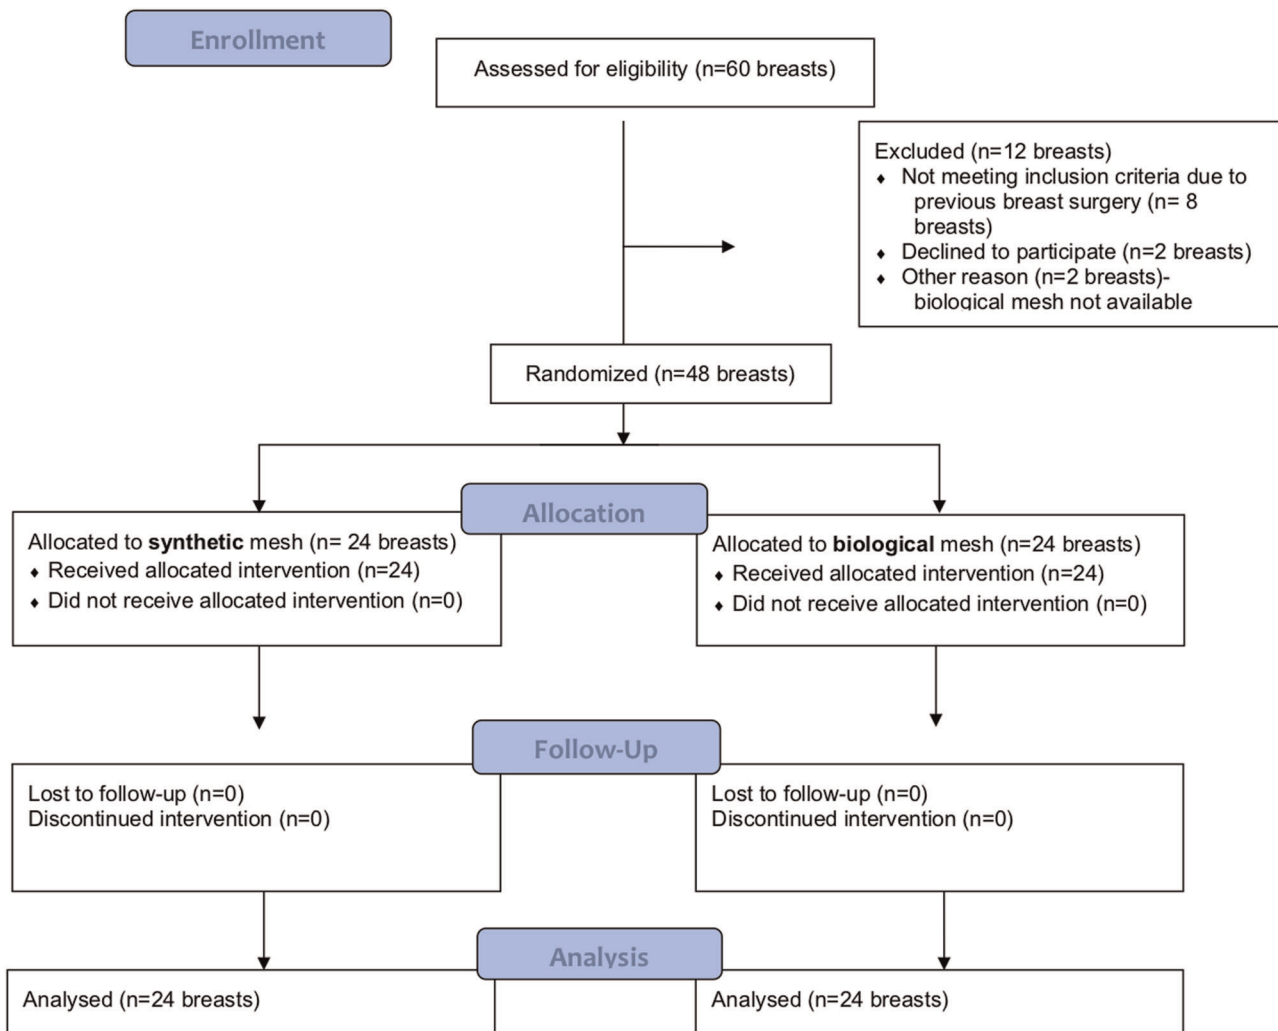 Enrollment
Assessed for eligibility (n=60 breasts)
Excluded (n=12 breasts)
♦ Not meeting inclusion criteria due to
previous breast surgery (n= 8
breasts)
♦ Declined to participate (n=2 breasts)
♦ Other reason (n=2 breasts)-
biological mesh not available
Randomized (n=48 breasts)
Allocation
Allocated to synthetic mesh (n= 24 breasts)
♦ Received allocated intervention (n=24)
♦ Did not receive allocated intervention (n=0)
Allocated to biological mesh (n=24 breasts)
♦ Received allocated intervention (n=24)
♦ Did not receive allocated intervention (n=0)
Follow-Up
Lost to follow-up (n=0)
Discontinued intervention (n=0)
Lost to follow-up (n=0)
Discontinued intervention (n=0)
Analysis
Analysed (n=24 breasts)
Analysed (n=24 breasts)